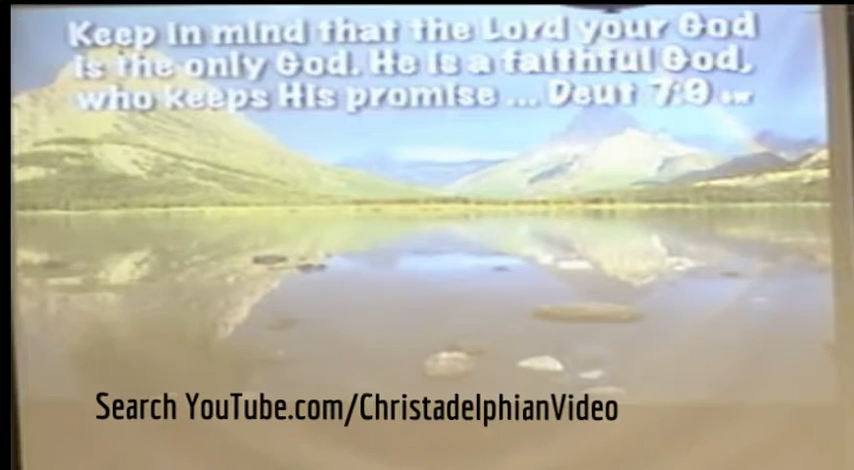 Keep in mind that the Lord your God
is the only God. He is a faithful God,
who keeps His promise ... Deut 7:9 GW
Search YouTube.com/ChristadelphianVideo